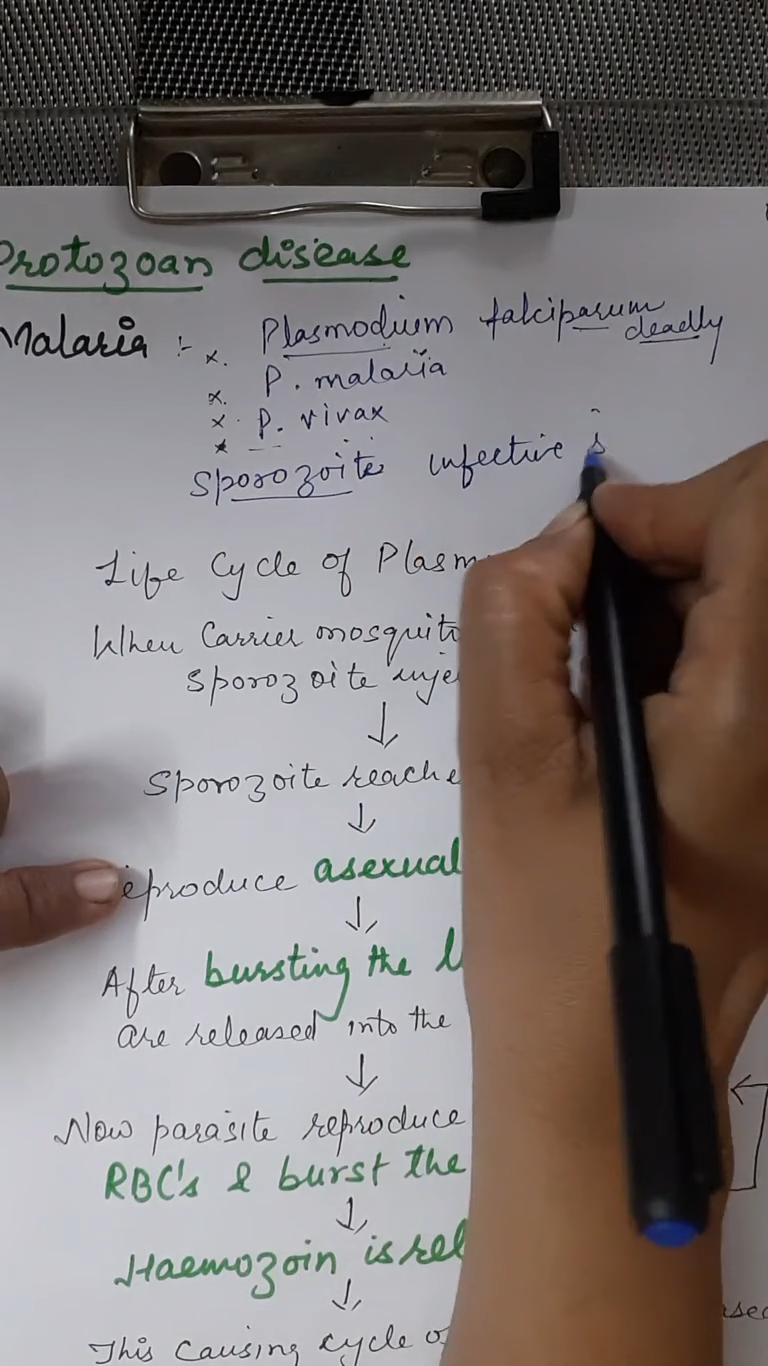 Protozoan disease
Malaria :- x. Plasmodium falciparum
deadly
x. P. malaria
x. P. vivax
x
Sporozoite infective s
Life Cycle of Plasm
When Carrier mosquit
Sporozoite inje
↓
Sporozoite reache
↓
eproduce asexual
↓
After bursting the l
are released into the
↓
Now parasite reproduce
RBC's & burst the
↓
Haemozoin is rel
↓
This causing cycle o